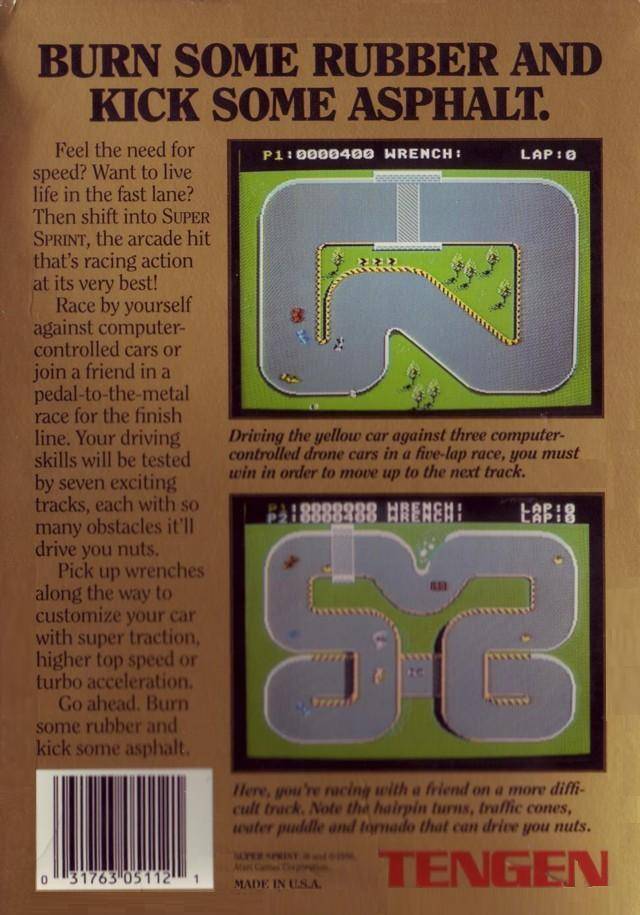 BURN SOME RUBBER AND
KICK SOME ASPHALT.
Feel the need for
speed? Want to live
life in the fast lane?
Then shift into SUPER
SPRINT, the arcade hit
that's racing action
at its very best!
Race by yourself
against computer-
controlled cars or
join a friend in a
pedal-to-the-metal
race for the finish
line. Your driving
skills will be tested
by seven exciting
tracks, each with so
many obstacles it'll
drive you nuts.
Pick up wrenches
along the way to
customize your car
with super traction,
higher top speed or
turbo acceleration.
Go ahead. Burn
some rubber and
kick some asphalt.
P1:0000400 WRENCH: LAP:0
Driving the yellow car against three computer-
controlled drone cars in a five-lap race, you must
win in order to move up to the next track.
P1:0000000 WRENCH: LAP:0
P2:0000400 WRENCH: LAP:0
Here, you're racing with a friend on a more diffi-
cult track. Note the hairpin turns, traffic cones,
water puddle and tornado that can drive you nuts.
SUPER SPRINT ® and © 1986,
Atari Games Corporation.
MADE IN U.S.A.
TENGEN
0 31763 05112 1